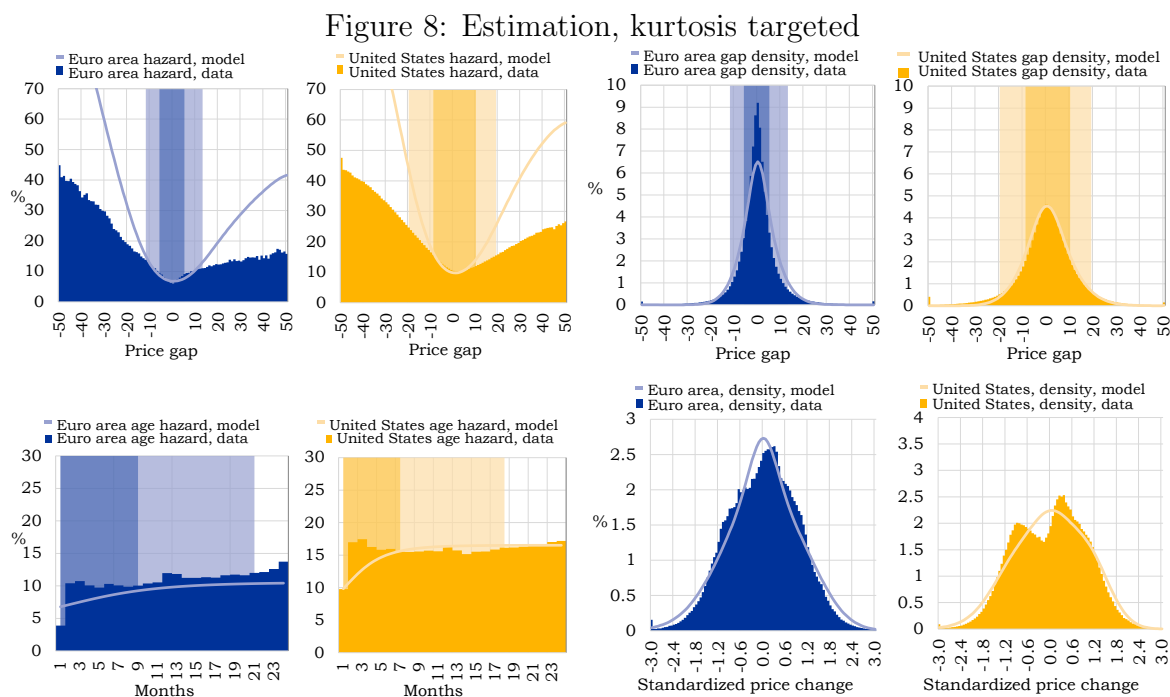 Figure 8: Estimation, kurtosis targeted
Euro area hazard, model
Euro area hazard, data
70
60
50
40
%
30
20
10
0
-50 -40 -30 -20 -10 0 10 20 30 40 50
Price gap
United States hazard, model
United States hazard, data
70
60
50
40
30
20
10
0
-50 -40 -30 -20 -10 0 10 20 30 40 50
Price gap
Euro area gap density, model
Euro area gap density, data
10
9
8
7
6
%
5
4
3
2
1
0
-50 -40 -30 -20 -10 0 10 20 30 40 50
Price gap
United States gap density, model
United States gap density, data
10
9
8
7
6
5
4
3
2
1
0
-50 -40 -30 -20 -10 0 10 20 30 40 50
Price gap
Euro area age hazard, model
Euro area age hazard, data
30
25
%
20
15
10
5
0
1 3 5 7 9 11 13 15 17 19 21 23
Months
United States age hazard, model
United States age hazard, data
30
25
20
15
10
5
0
1 3 5 7 9 11 13 15 17 19 21 23
Months
Euro area, density, model
Euro area, density, data
3
2.5
2
%
1.5
1
0.5
0
-3.0 -2.4 -1.8 -1.2 -0.6 0.0 0.6 1.2 1.8 2.4 3.0
Standardized price change
United States, density, model
United States, density, data
4
3.5
3
2.5
2
1.5
1
0.5
0
-3.0 -2.4 -1.8 -1.2 -0.6 0.0 0.6 1.2 1.8 2.4 3.0
Standardized price change